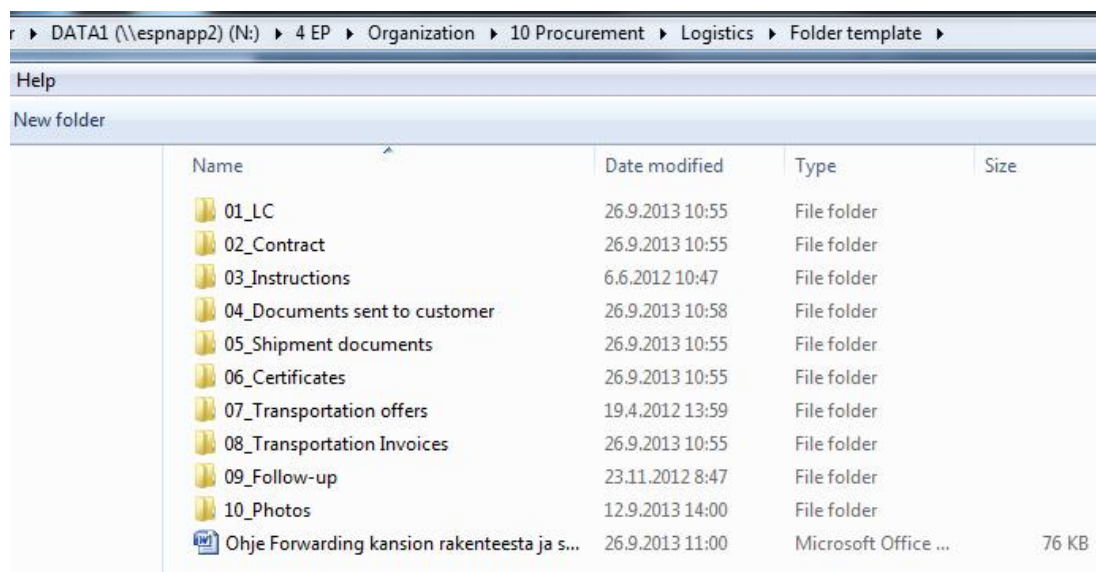 r ▸ DATA1 (\\espnapp2) (N:) ▸ 4 EP ▸ Organization ▸ 10 Procurement ▸ Logistics ▸ Folder template ▸
Help
New folder
Name Date modified Type Size
01_LC 26.9.2013 10:55 File folder
02_Contract 26.9.2013 10:55 File folder
03_Instructions 6.6.2012 10:47 File folder
04_Documents sent to customer 26.9.2013 10:58 File folder
05_Shipment documents 26.9.2013 10:55 File folder
06_Certificates 26.9.2013 10:55 File folder
07_Transportation offers 19.4.2012 13:59 File folder
08_Transportation Invoices 26.9.2013 10:55 File folder
09_Follow-up 23.11.2012 8:47 File folder
10_Photos 12.9.2013 14:00 File folder
Ohje Forwarding kansion rakenteesta ja s... 26.9.2013 11:00 Microsoft Office ... 76 KB